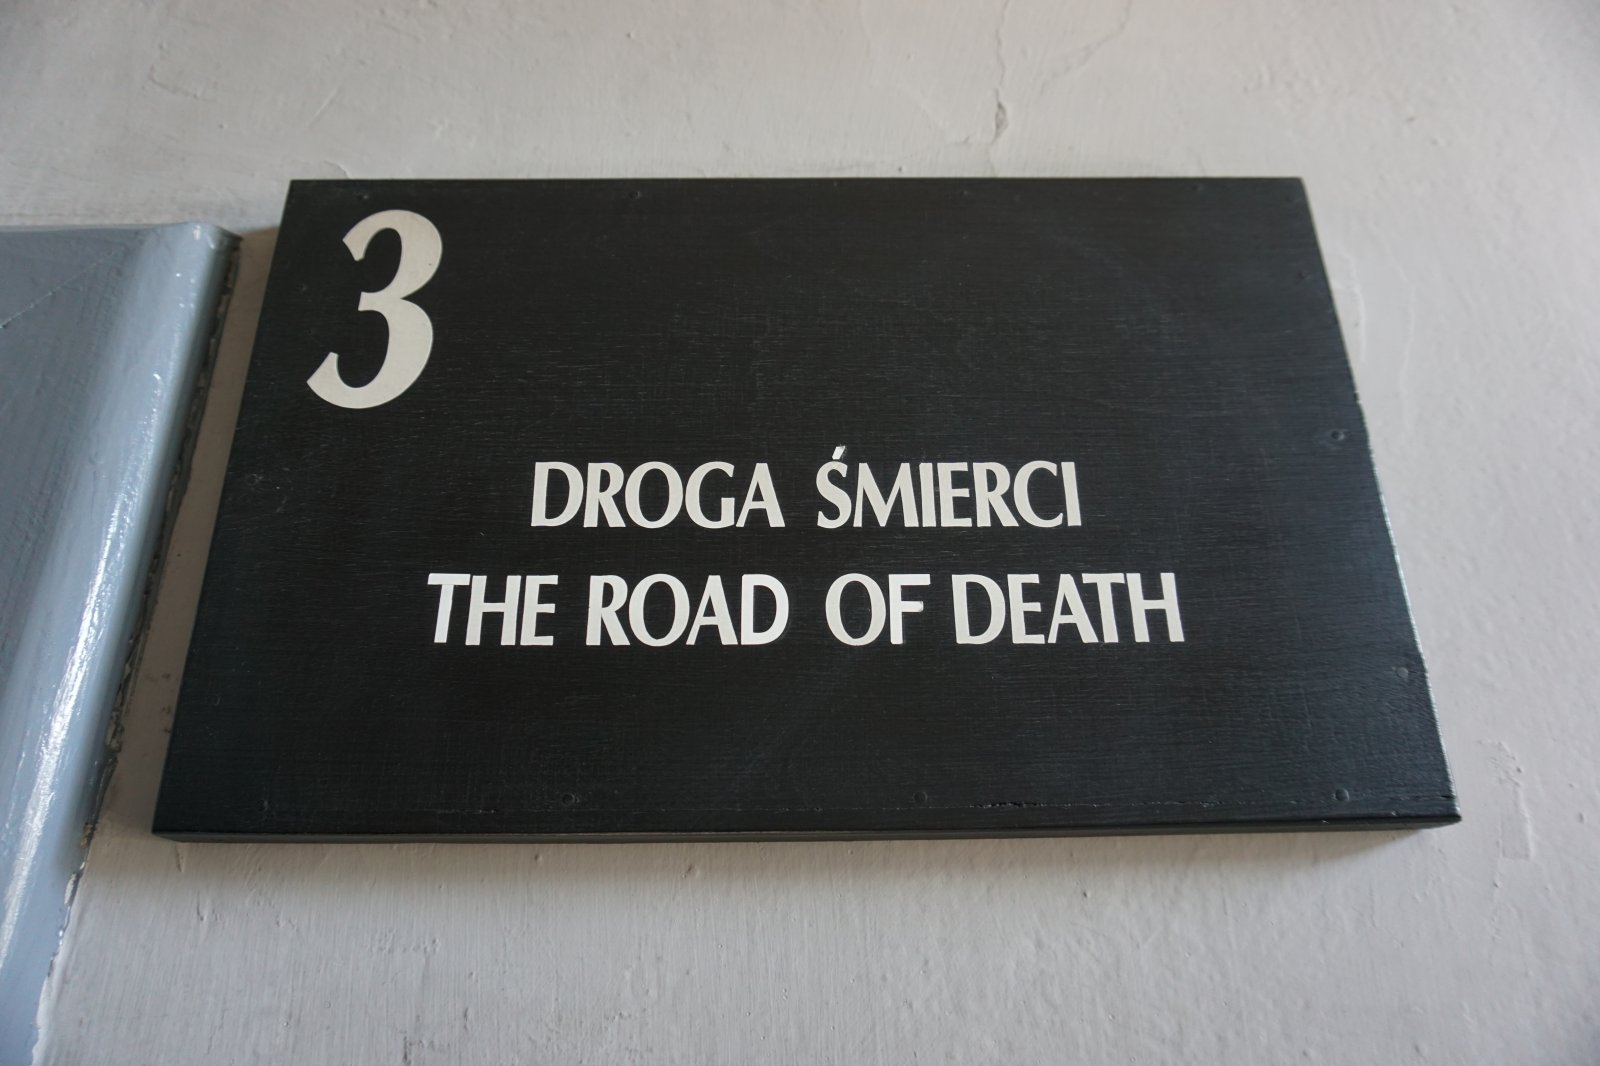 3
DROGA ŚMIERCI
THE ROAD OF DEATH